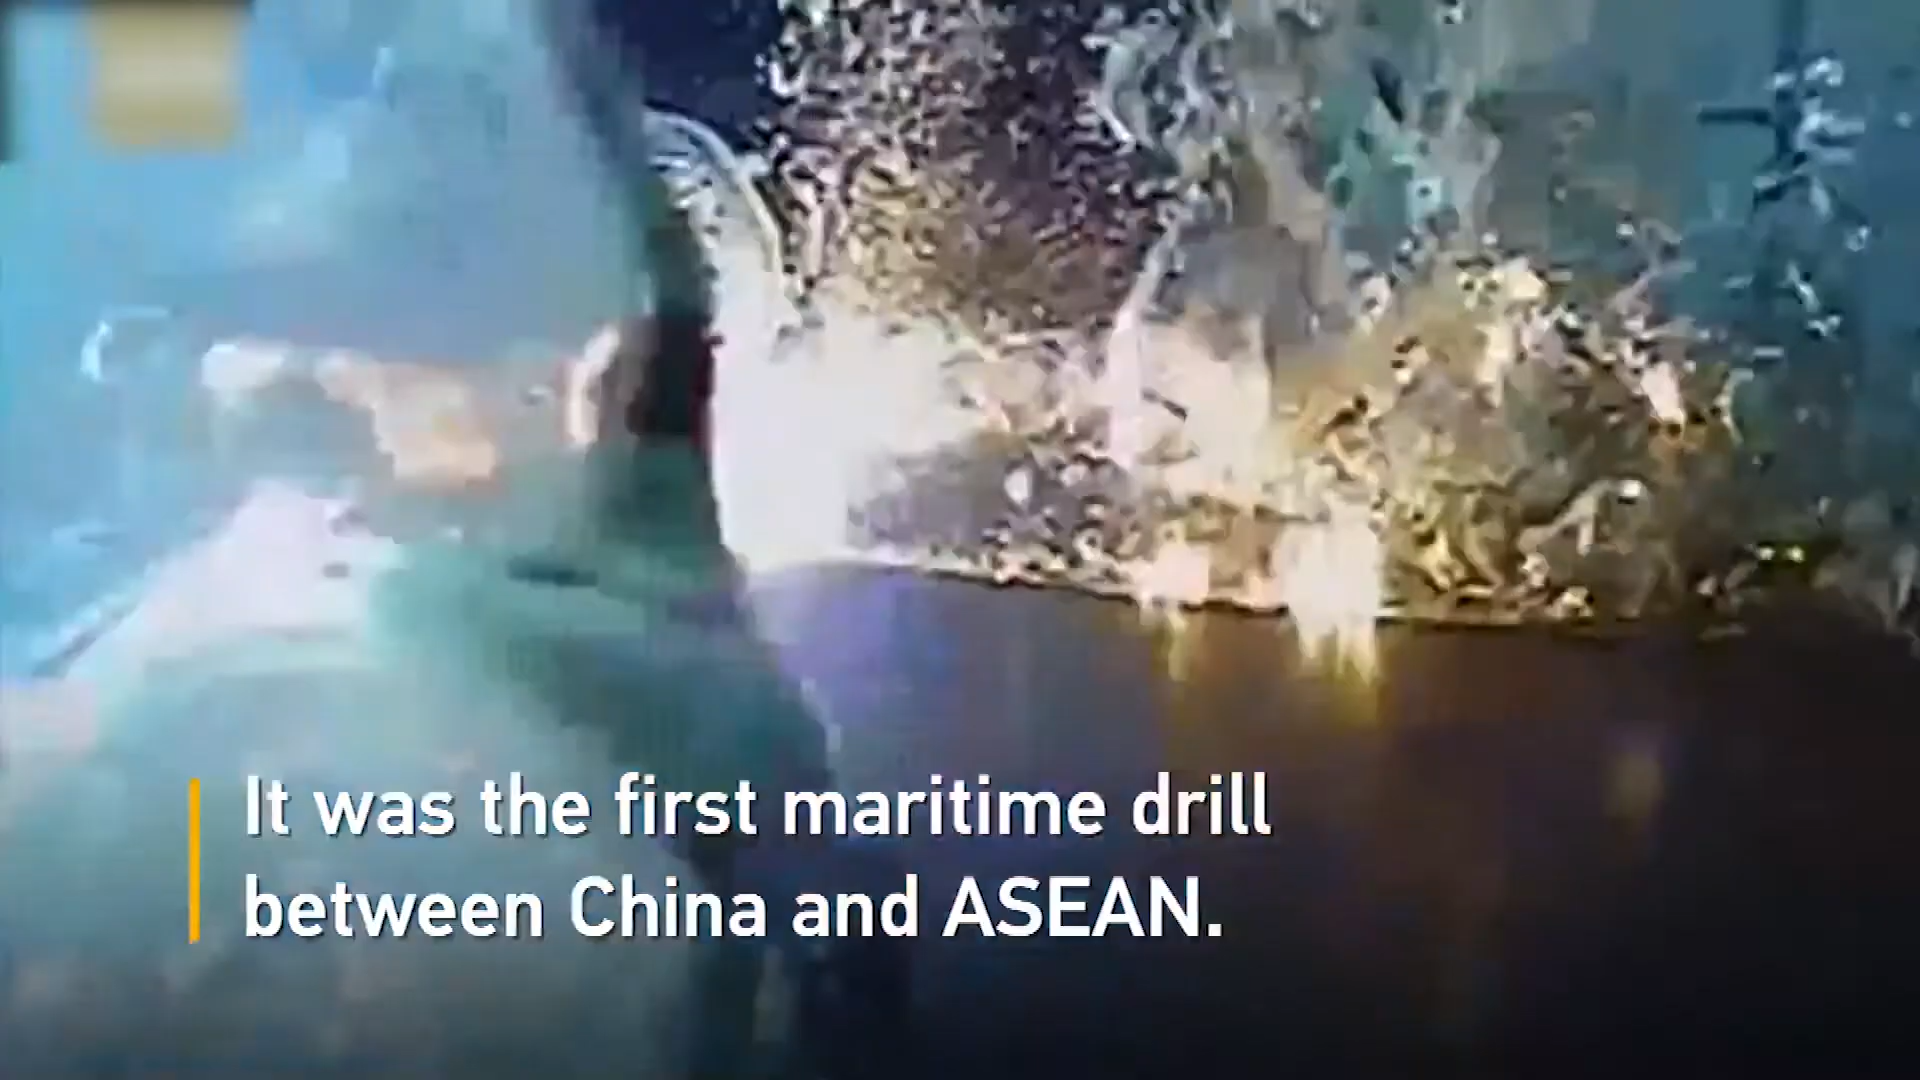 It was the first maritime drill
between China and ASEAN.